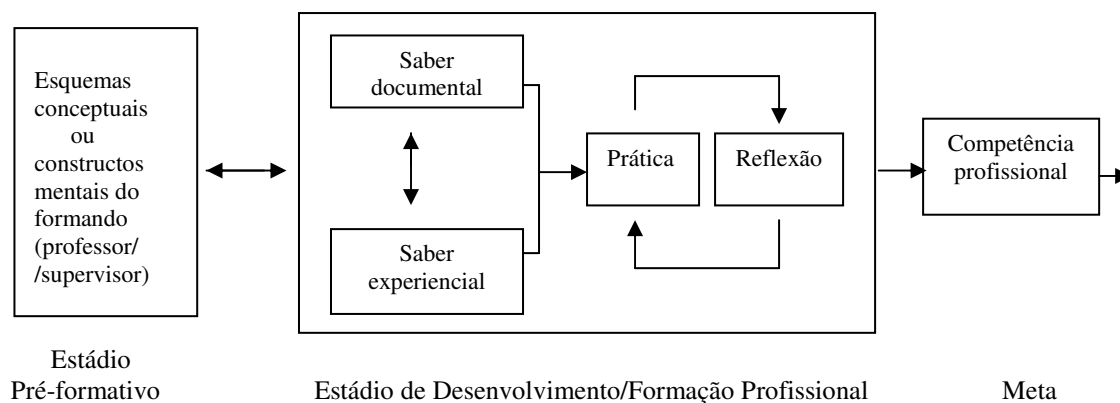 Esquemas
conceptuais
ou
constructos
mentais do
formando
(professor/
/supervisor)
Saber
documental
Saber
experiencial
Prática
Reflexão
Competência
profissional
Estádio
Pré-formativo
Estádio de Desenvolvimento/Formação Profissional
Meta